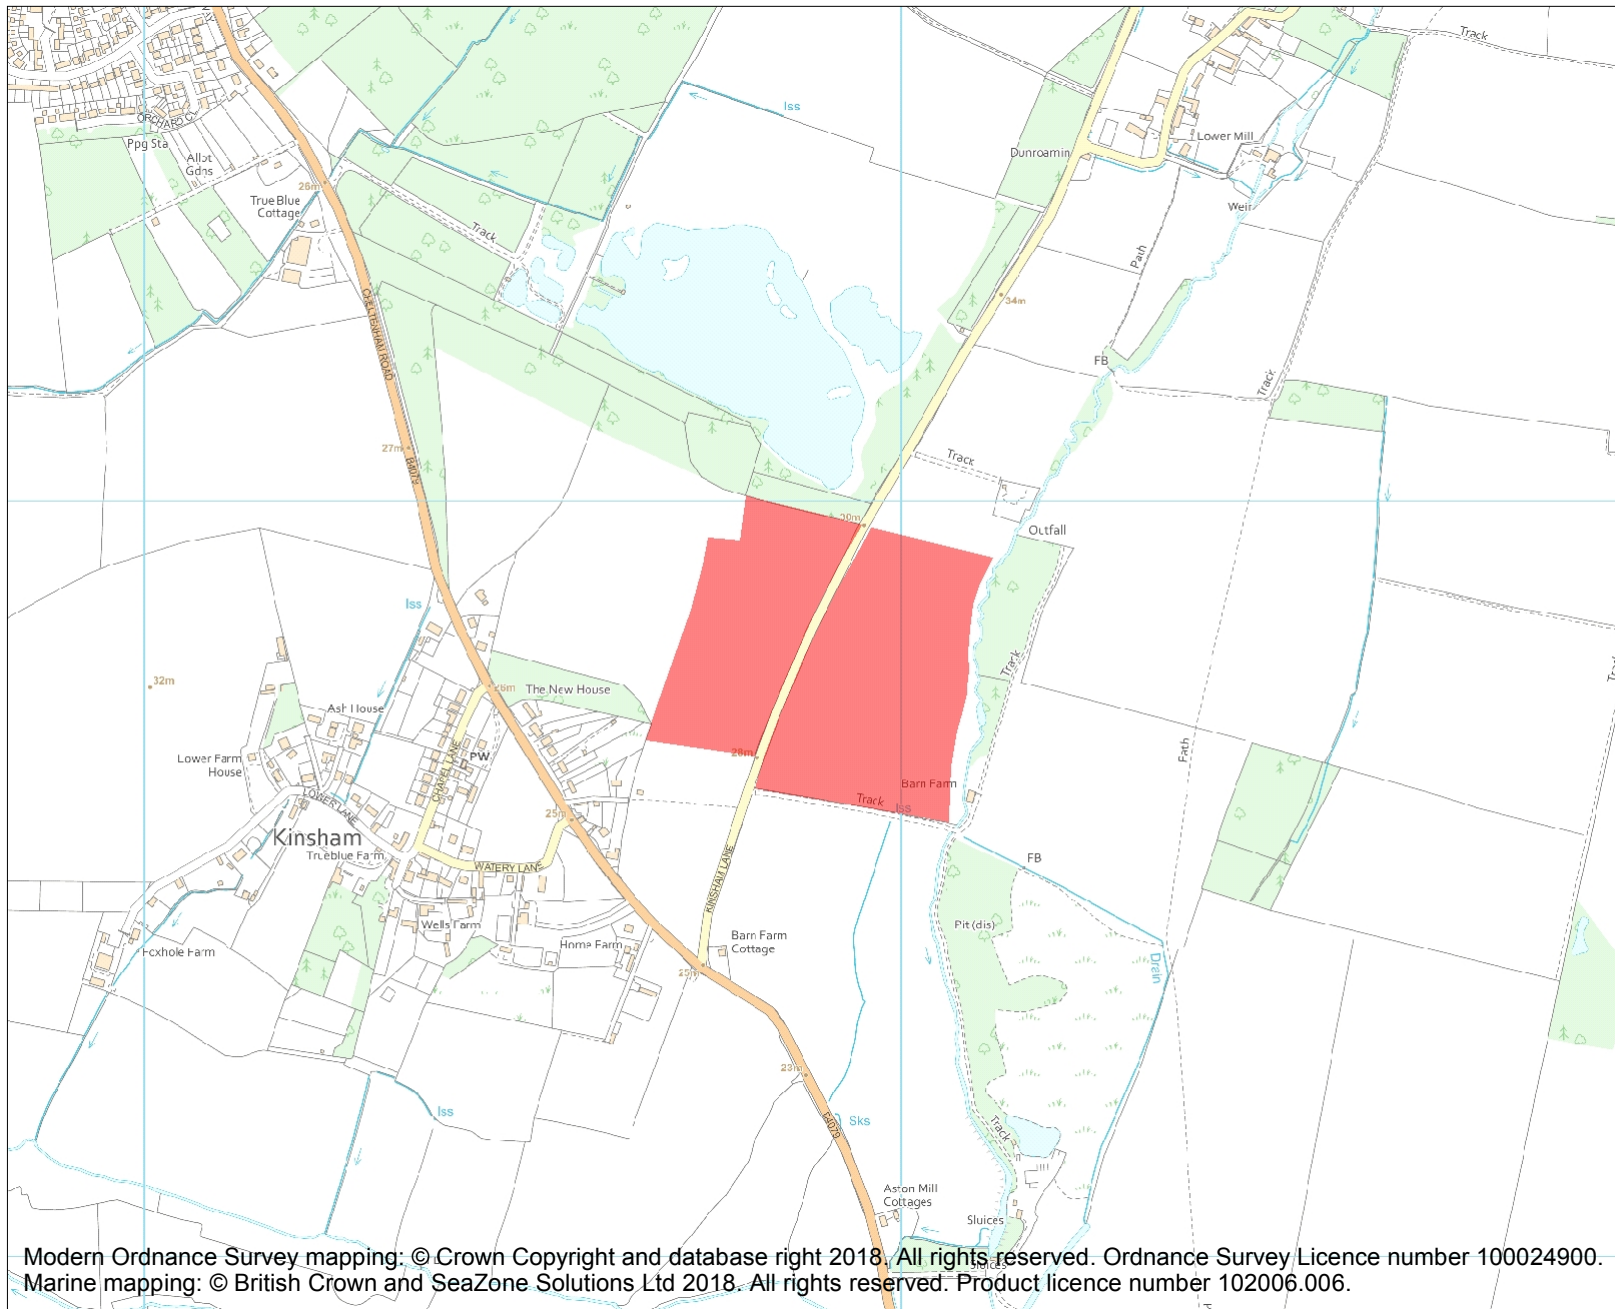 Track
ORCHARD CL
Ppg Sta
Allot
Gdns
Iss
Lower Mill
Dunroamin
26m
True Blue
Cottage
Weir
Track
Path
34m
CHELTENHAM ROAD
FB
Track
27m
B4079
Track
29m
Outfall
Iss
Track
32m
26m
The New House
Ash House
Path
Lower Farm
House
PW
28m
CHAPEL LANE
Barn Farm
LOWER LANE
Track
Iss
25m
Kinsham
Trueblue Farm
WATERY LANE
FB
KINSHAM LANE
Wells Farm
Pit (dis)
Barn Farm
Cottage
Home Farm
Foxhole Farm
25m
Drain
23m
Iss
B4079
Sks
Track
Aston Mill
Cottages
Sluices
Modern Ordnance Survey mapping: © Crown Copyright and database right 2018. All rights reserved. Ordnance Survey Licence number 100024900.
Sluices
Marine mapping: © British Crown and SeaZone Solutions Ltd 2018. All rights reserved. Product licence number 102006.006.